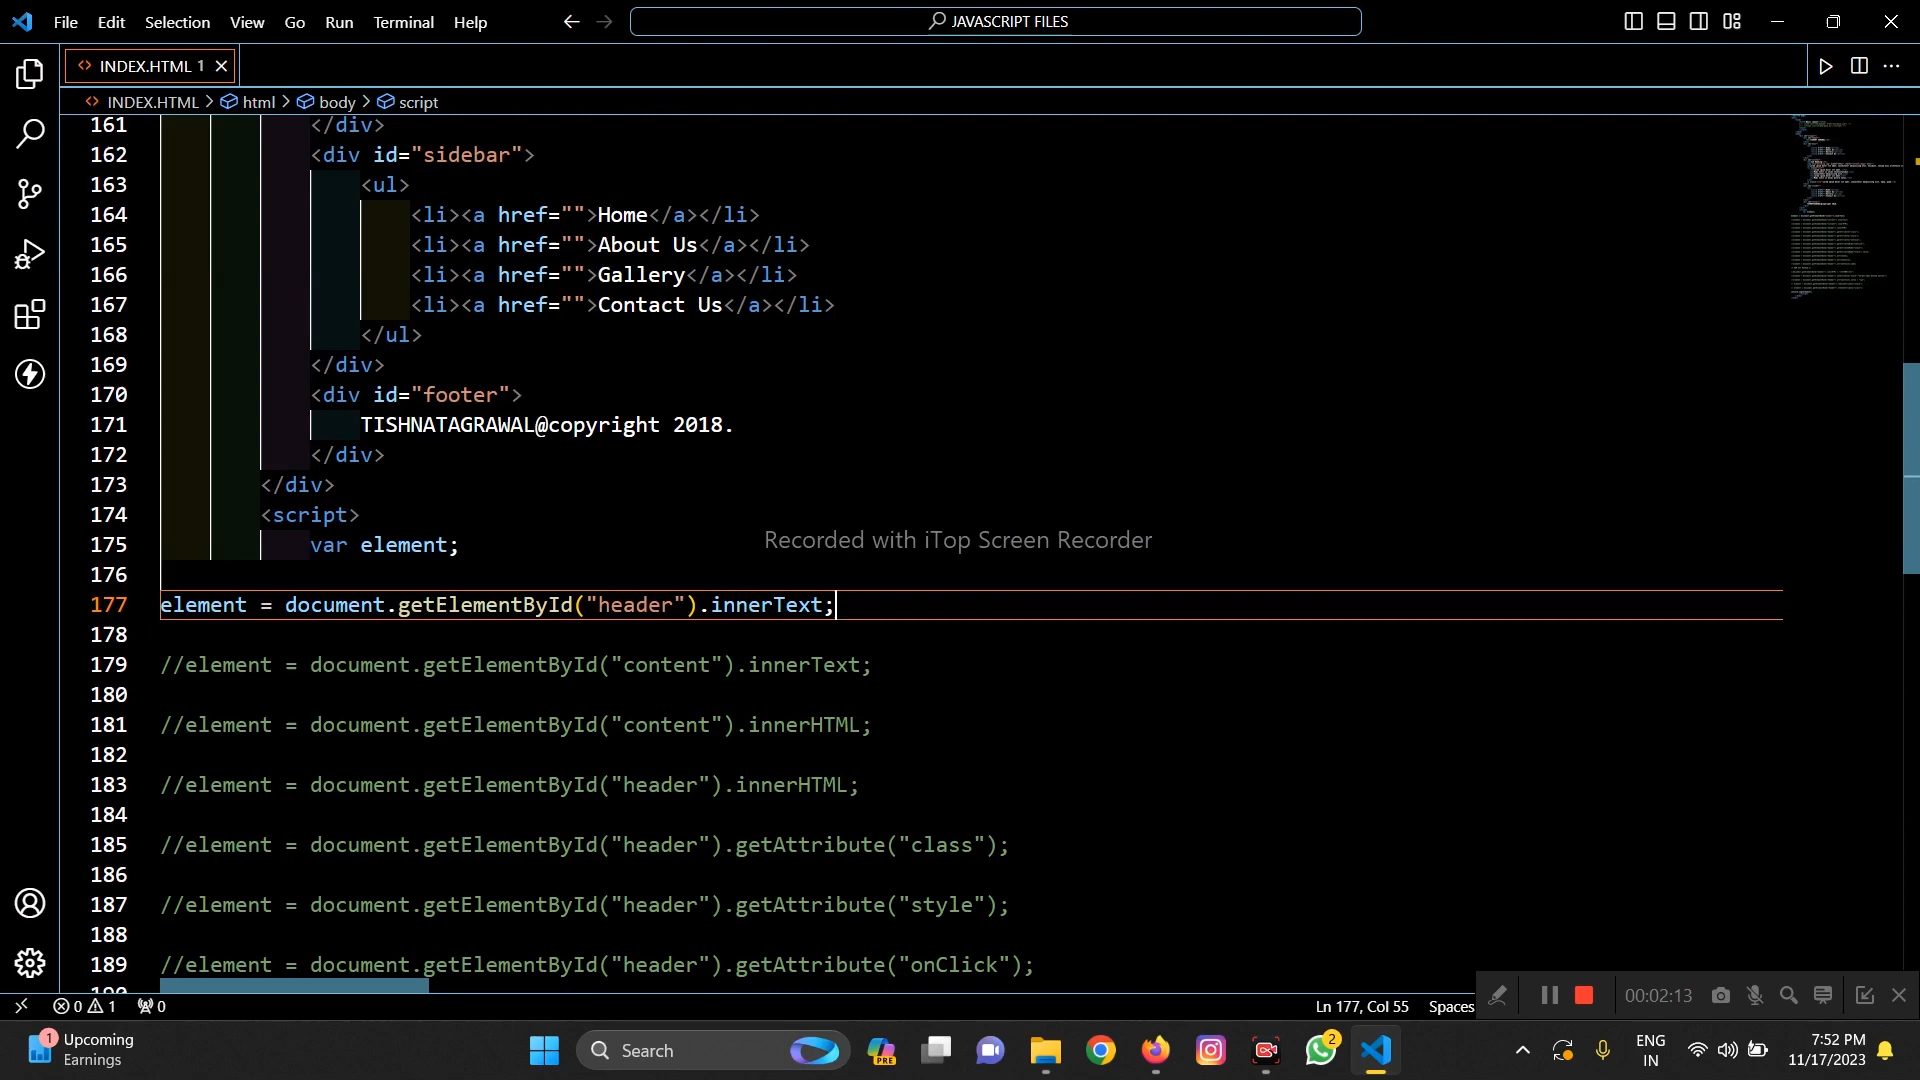 File Edit Selection View Go Run Terminal Help
JAVASCRIPT FILES
INDEX.HTML 1
INDEX.HTML > html > body > script
161 </div>
162 <div id="sidebar">
163 <ul>
164 <li><a href="">Home</a></li>
165 <li><a href="">About Us</a></li>
166 <li><a href="">Gallery</a></li>
167 <li><a href="">Contact Us</a></li>
168 </ul>
169 </div>
170 <div id="footer">
171 TISHNATAGRAWAL@copyright 2018.
172 </div>
173 </div>
174 <script>
175 var element;
Recorded with iTop Screen Recorder
176
177 element = document.getElementById("header").innerText;
178
179 //element = document.getElementById("content").innerText;
180
181 //element = document.getElementById("content").innerHTML;
182
183 //element = document.getElementById("header").innerHTML;
184
185 //element = document.getElementById("header").getAttribute("class");
186
187 //element = document.getElementById("header").getAttribute("style");
188
189 //element = document.getElementById("header").getAttribute("onClick");
0 1 0
Ln 177, Col 55 Spaces
00:02:13
1 Upcoming
Earnings
Search
PRE
2
ENG
IN
7:52 PM
11/17/2023